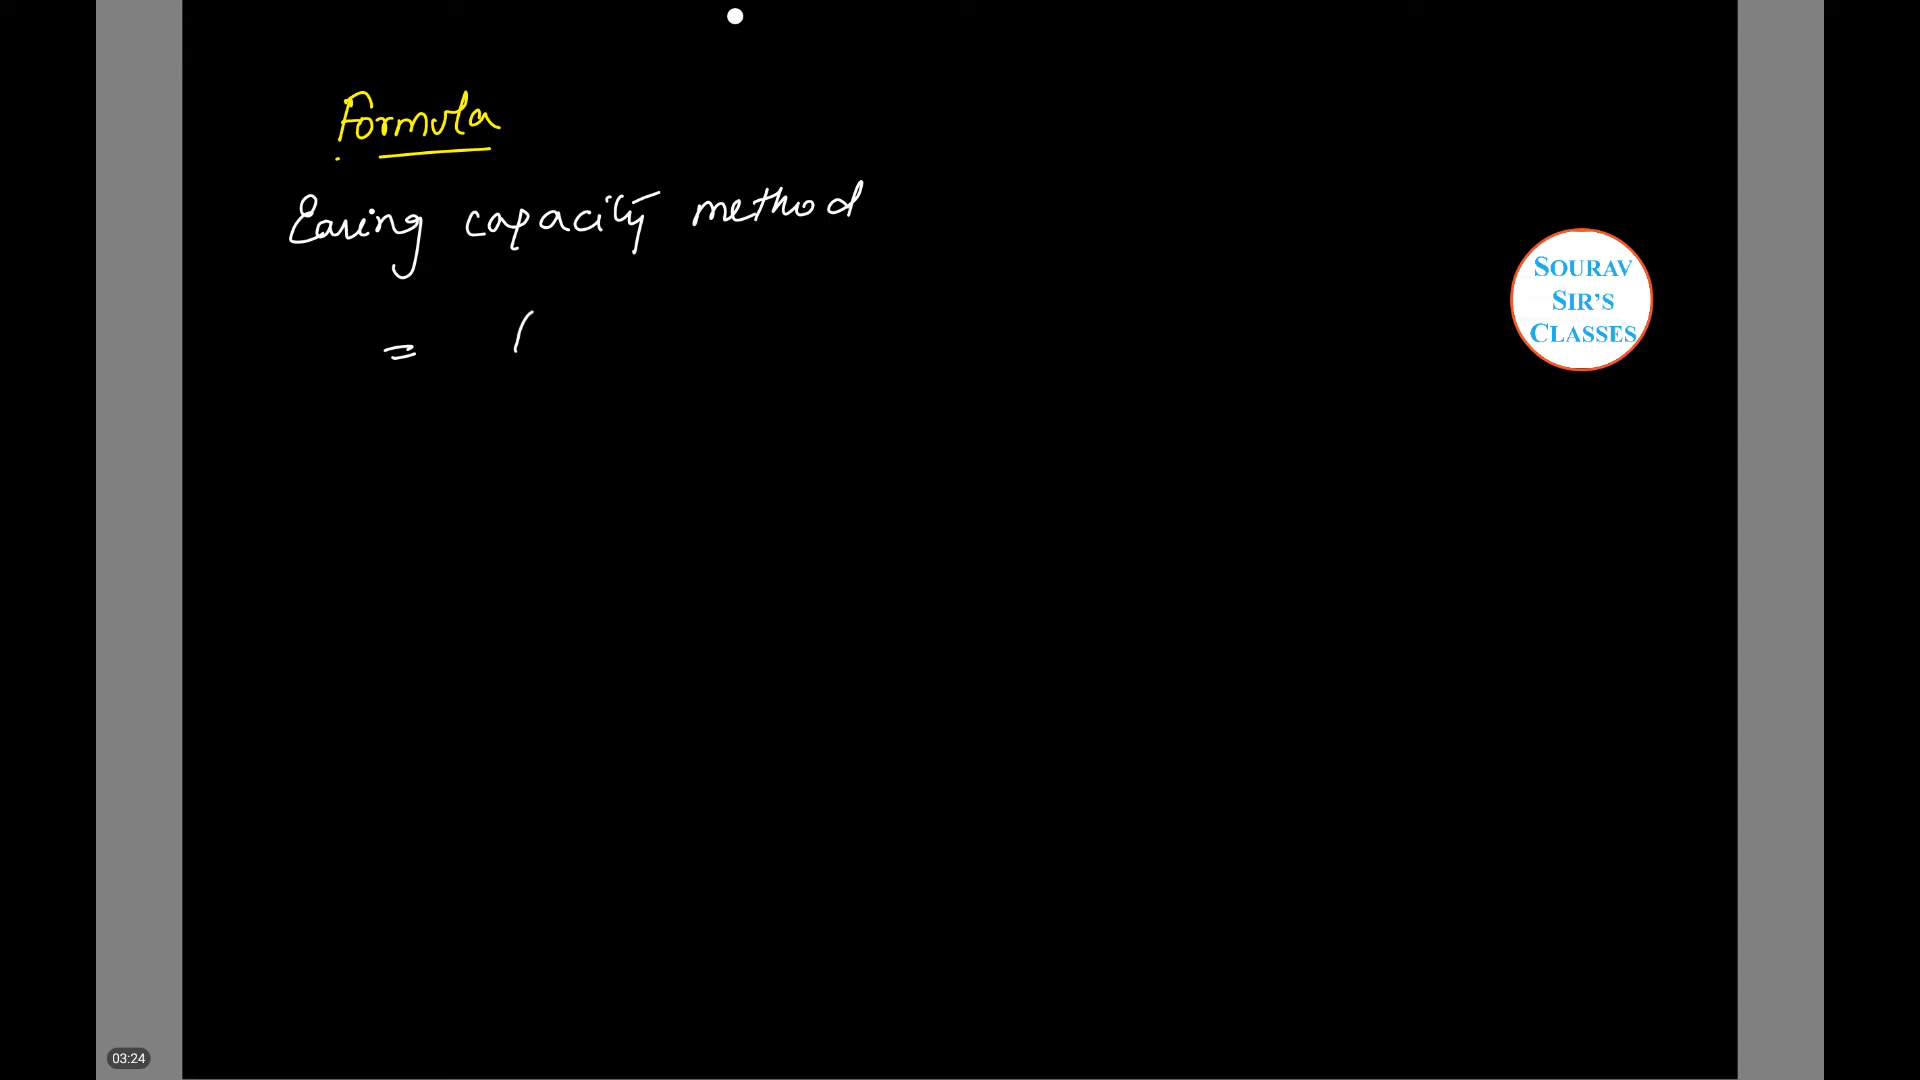 Formula
Earing capacity method
= (
SOURAV
SIR'S
CLASSES
03:24